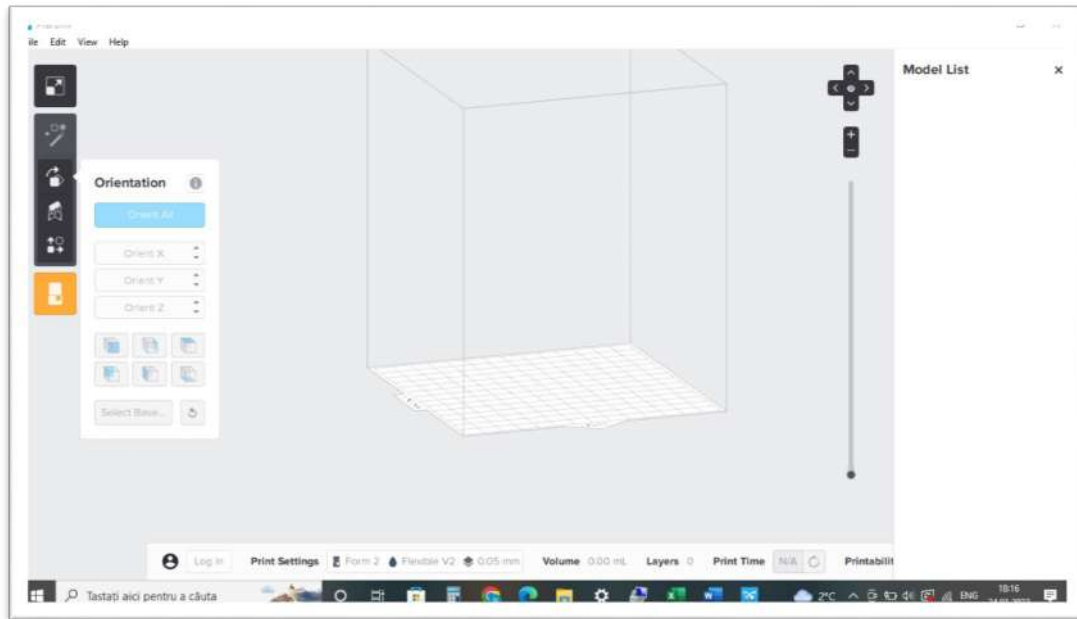 ile Edit View Help
Model List
Orientation
Orient All
Orient X
Orient Y
Orient Z
Select Base...
Log In
Print Settings Form 2 Flexible V2 0.05 mm Volume 0.00 mL Layers 0 Print Time N/A Printabilit
Tastați aici pentru a căuta
2°C ENG 18:16